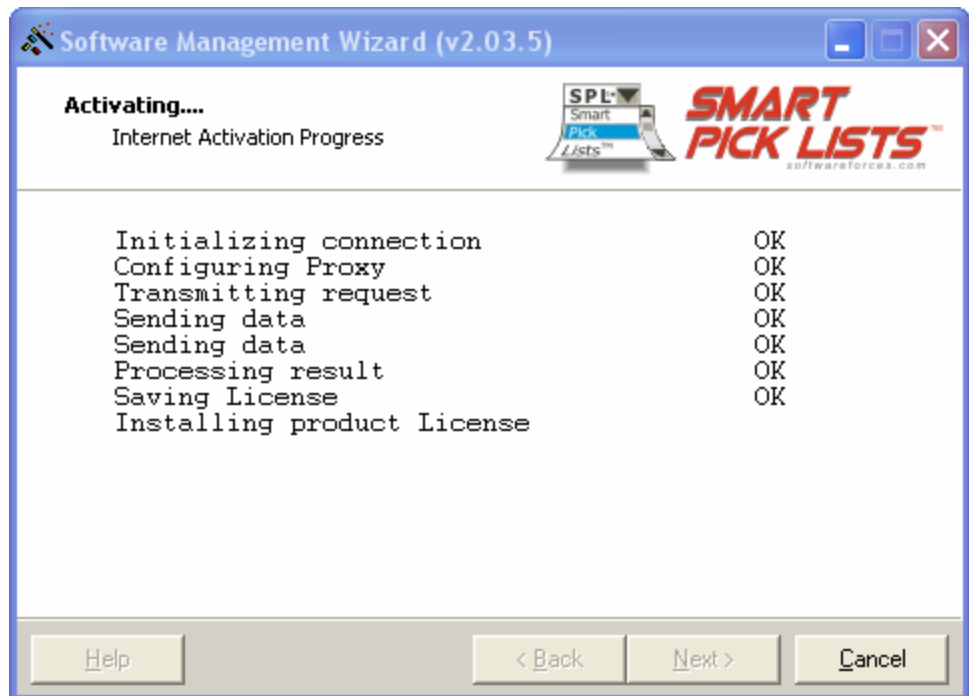 Software Management Wizard (v2.03.5)
Activating....
Internet Activation Progress
SPL
Smart
Pick
Lists™
SMART
PICK LISTS™
softwareforces.com
Initializing connection OK
Configuring Proxy OK
Transmitting request OK
Sending data OK
Sending data OK
Processing result OK
Saving License OK
Installing product License
Help < Back Next > Cancel